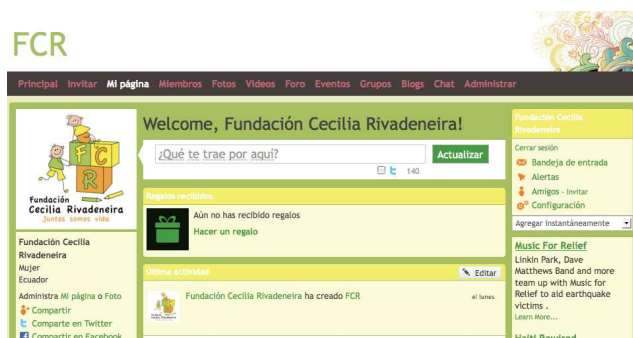 FCR
Principal Invitar Mi página Miembros Fotos Videos Foro Eventos Grupos Blogs Chat Administrar
FCR
Fundación
Cecilia Rivadeneira
Juntos somos vida
Fundación Cecilia
Rivadeneira
Mujer
Ecuador
Administra Mi página o Foto
Compartir
Comparte en Twitter
Compartir en Facebook
Welcome, Fundación Cecilia Rivadeneira!
¿Qué te trae por aquí?
Actualizar
140
Regalos recibidos
Aún no has recibido regalos
Hacer un regalo
Última actividad
Editar
Fundación Cecilia Rivadeneira ha creado FCR
el lunes
Fundación Cecilia
Rivadeneira
Cerrar sesión
Bandeja de entrada
Alertas
Amigos - Invitar
Configuración
Agregar instantáneamente
Music For Relief
Linkin Park, Dave
Matthews Band and more
team up with Music for
Relief to aid earthquake
victims .
Learn More...